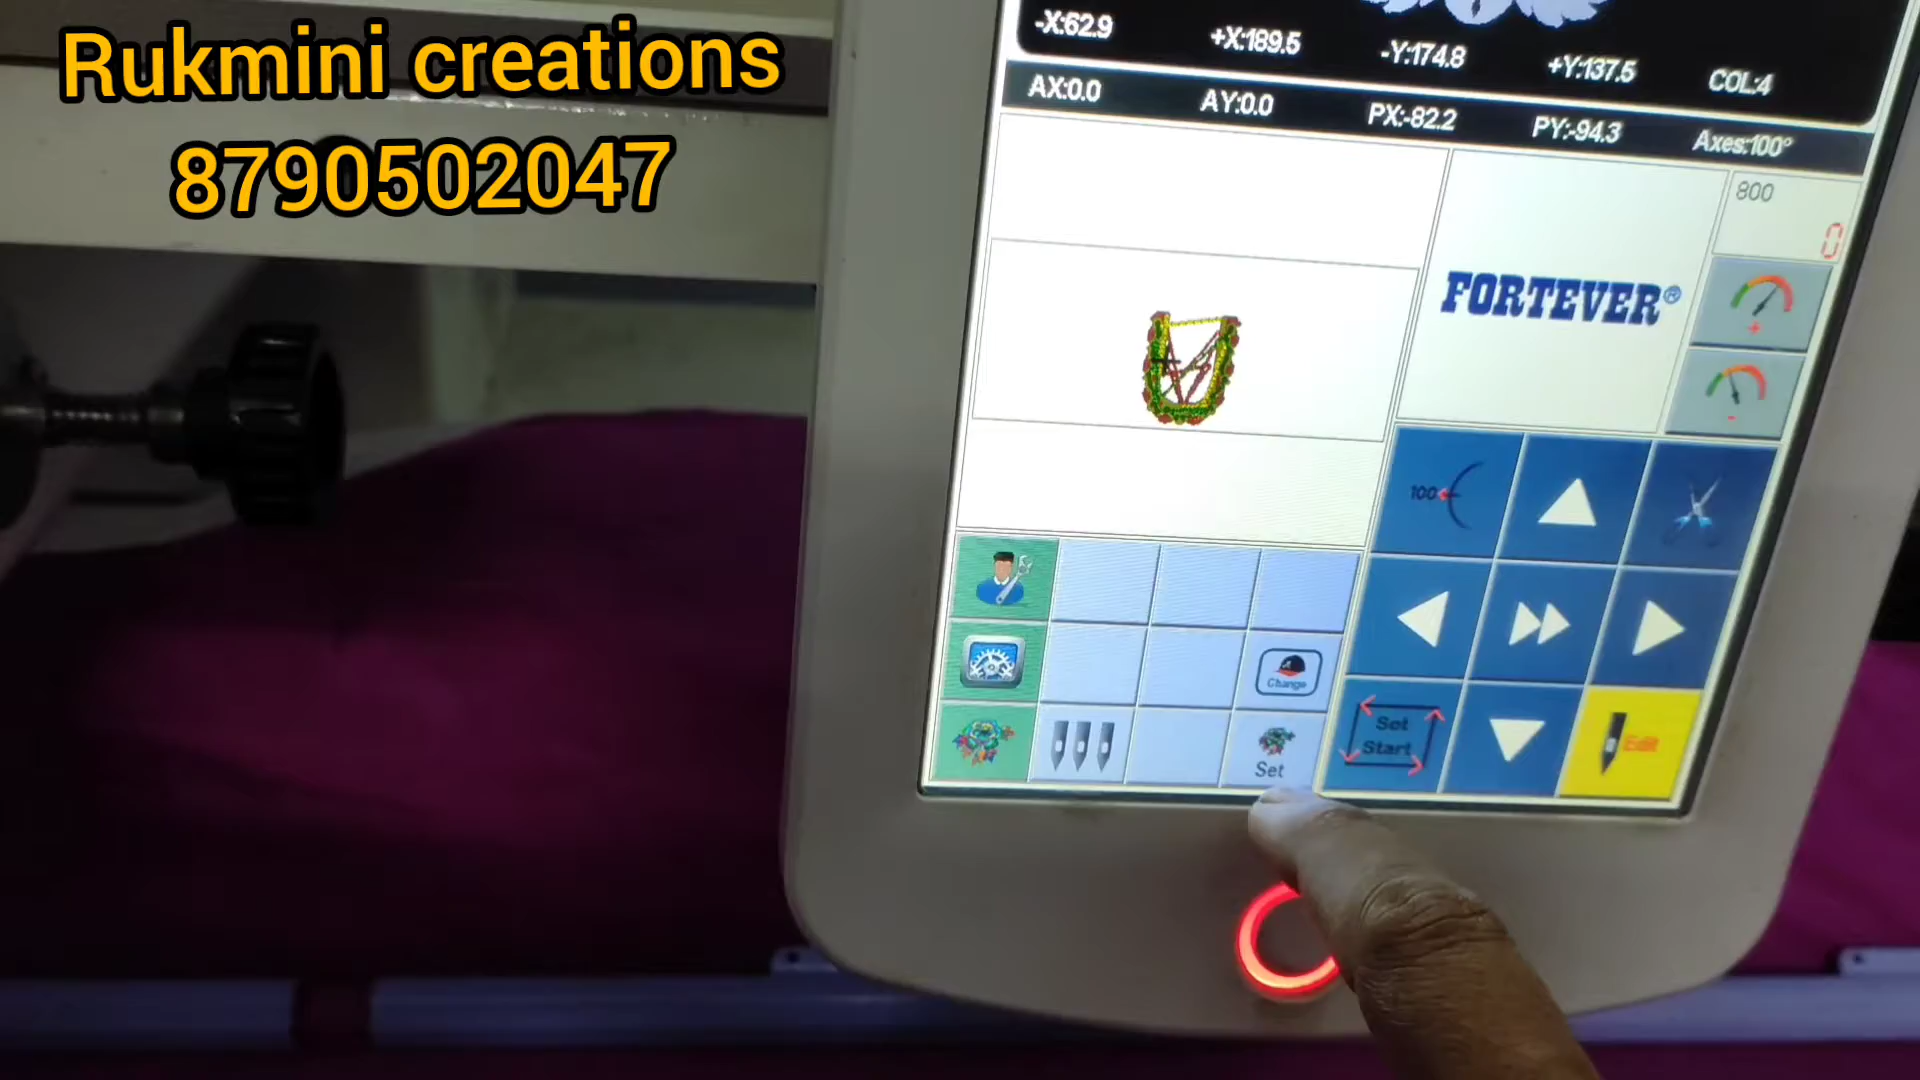 Rukmini creations
8790502047
-X:62.9 +X:189.5 -Y:174.8 +Y:137.5 COL:4
AX:0.0 AY:0.0 PX:-82.2 PY:-94.3 Axes:100°
800
0
FORTEVER®
+
-
100
Change
Set
Set
Start
Edit